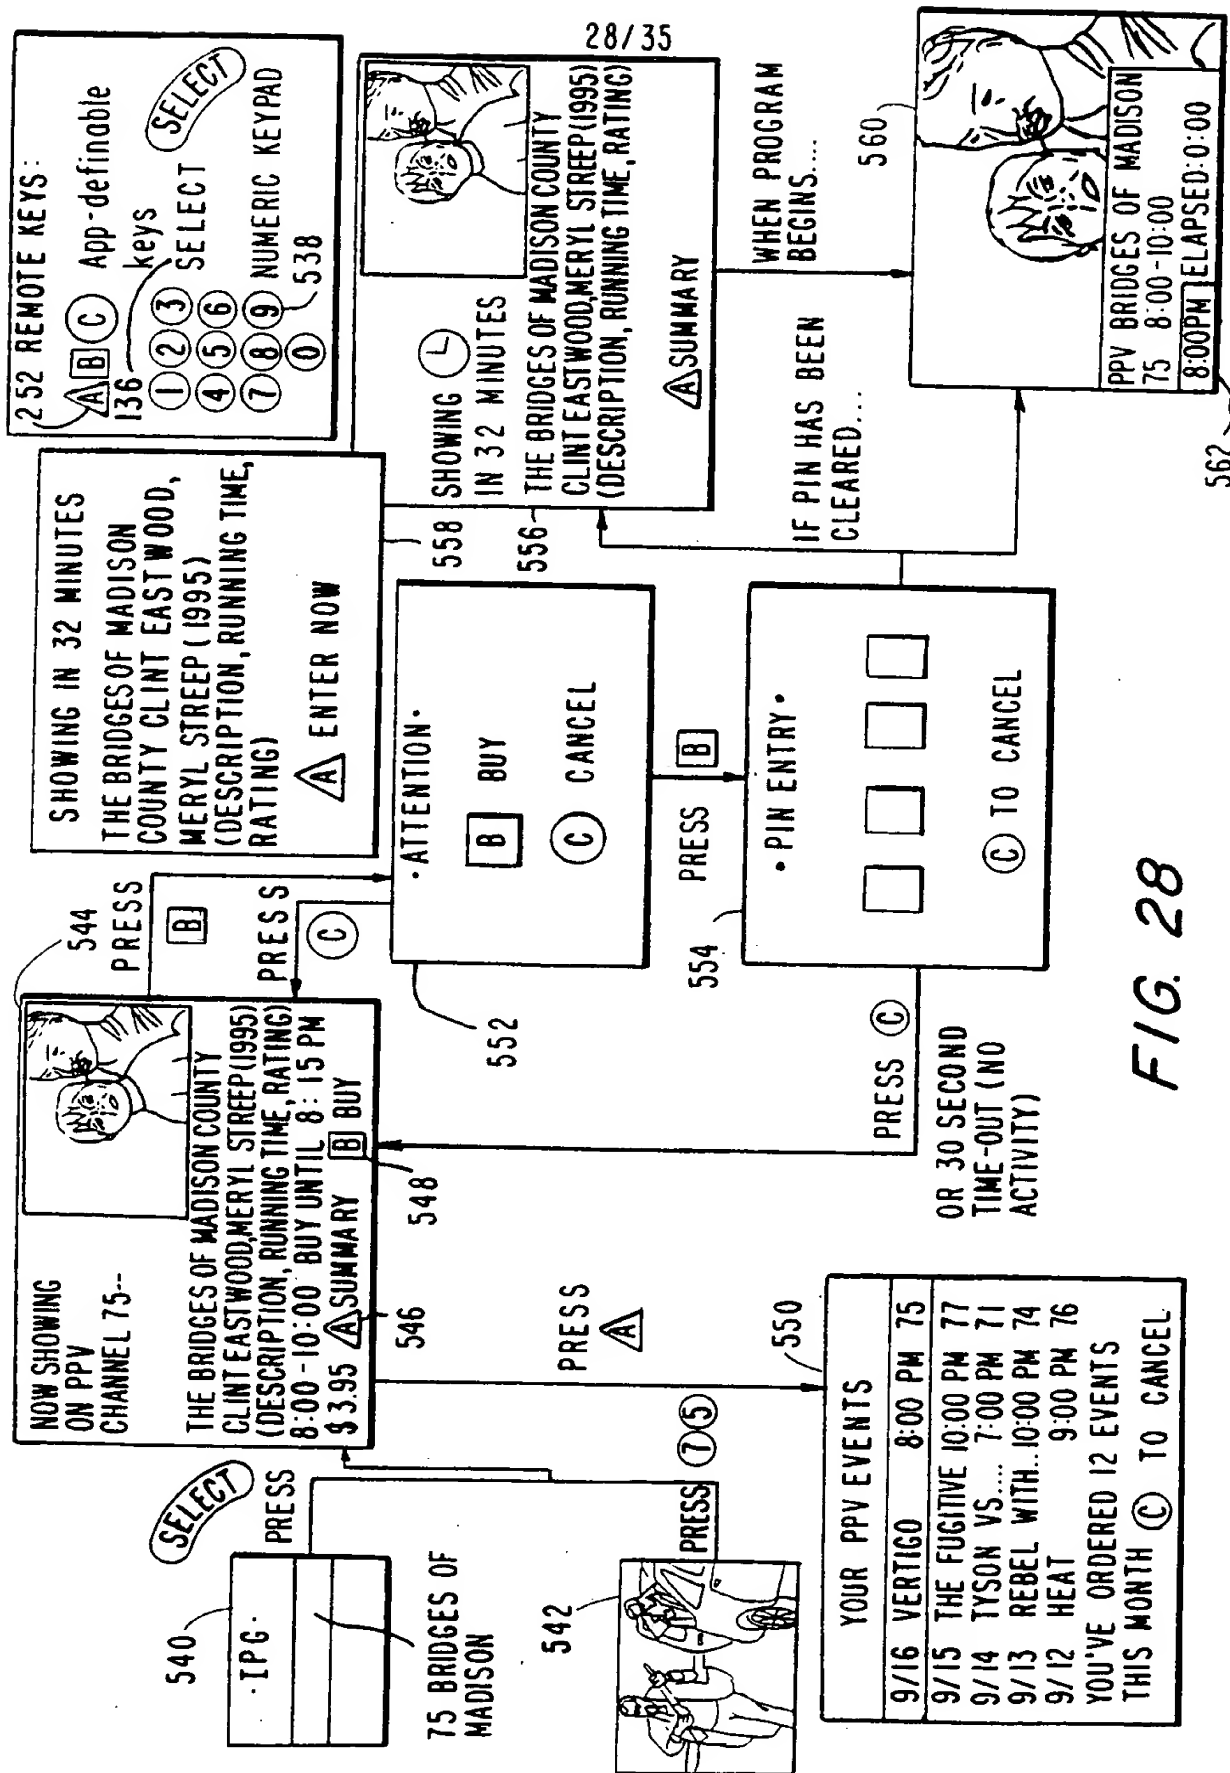 28/35
252 REMOTE KEYS:
A B C App-definable
keys
136
1 2 3 SELECT
SELECT
4 5 6
7 8 9 NUMERIC KEYPAD
0
538
SHOWING IN 32 MINUTES
THE BRIDGES OF MADISON
COUNTY CLINT EASTWOOD,
MERYL STREEP (1995)
(DESCRIPTION, RUNNING TIME,
RATING)
A ENTER NOW
558
556
SHOWING
IN 32 MINUTES
THE BRIDGES OF MADISON COUNTY
CLINT EASTWOOD,MERYL STREEP(1995)
(DESCRIPTION, RUNNING TIME, RATING)
A SUMMARY
544
NOW SHOWING
ON PPV
CHANNEL 75--
THE BRIDGES OF MADISON COUNTY
CLINT EASTWOOD,MERYL STREEP(1995)
(DESCRIPTION, RUNNING TIME, RATING)
8:00-10:00 BUY UNTIL 8:15 PM
$3.95 A SUMMARY B BUY
546
548
PRESS
B
PRESS
C
·ATTENTION·
B BUY
C CANCEL
552
PRESS
B
554
•PIN ENTRY•
C TO CANCEL
IF PIN HAS BEEN
CLEARED....
WHEN PROGRAM
BEGINS....
560
PPV BRIDGES OF MADISON
75 8:00-10:00
8:00PM ELAPSED:0:00
562
PRESS C
OR 30 SECOND
TIME-OUT (NO
ACTIVITY)
540
·IPG·
75 BRIDGES OF
MADISON
SELECT
PRESS
542
PRESS 7 5
PRESS
A
550
YOUR PPV EVENTS
9/16 VERTIGO 8:00 PM 75
9/15 THE FUGITIVE 10:00 PM 77
9/14 TYSON VS.... 7:00 PM 71
9/13 REBEL WITH...10:00 PM 74
9/12 HEAT 9:00 PM 76
YOU'VE ORDERED 12 EVENTS
THIS MONTH C TO CANCEL
FIG. 28